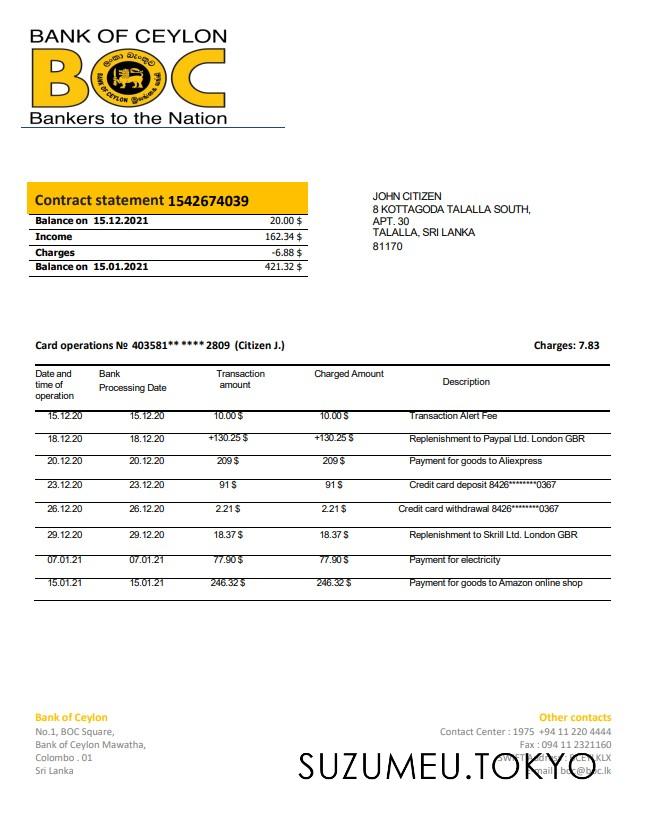 BANK OF CEYLON
BOC
Bankers to the Nation
Contract statement 1542674039
Balance on 15.12.2021 20.00 $
Income 162.34 $
Charges -6.88 $
Balance on 15.01.2021 421.32 $
JOHN CITIZEN
8 KOTTAGODA TALALLA SOUTH,
APT. 30
TALALLA, SRI LANKA
81170
Card operations № 403581** **** 2809 (Citizen J.) Charges: 7.83
Date and time of operation Bank Processing Date Transaction amount Charged Amount Description
15.12.20 15.12.20 10.00 $ 10.00 $ Transaction Alert Fee
18.12.20 18.12.20 +130.25 $ +130.25 $ Replenishment to Paypal Ltd. London GBR
20.12.20 20.12.20 209 $ 209 $ Payment for goods to Aliexpress
23.12.20 23.12.20 91 $ 91 $ Credit card deposit 8426********0367
26.12.20 26.12.20 2.21 $ 2.21 $ Credit card withdrawal 8426********0367
29.12.20 29.12.20 18.37 $ 18.37 $ Replenishment to Skrill Ltd. London GBR
07.01.21 07.01.21 77.90 $ 77.90 $ Payment for electricity
15.01.21 15.01.21 246.32 $ 246.32 $ Payment for goods to Amazon online shop
Bank of Ceylon
No.1, BOC Square,
Bank of Ceylon Mawatha,
Colombo . 01
Sri Lanka
Other contacts
Contact Center : 1975 +94 11 220 4444
Fax : 094 11 2321160
SUZUMEU.TOKYO
boc@boc.lk